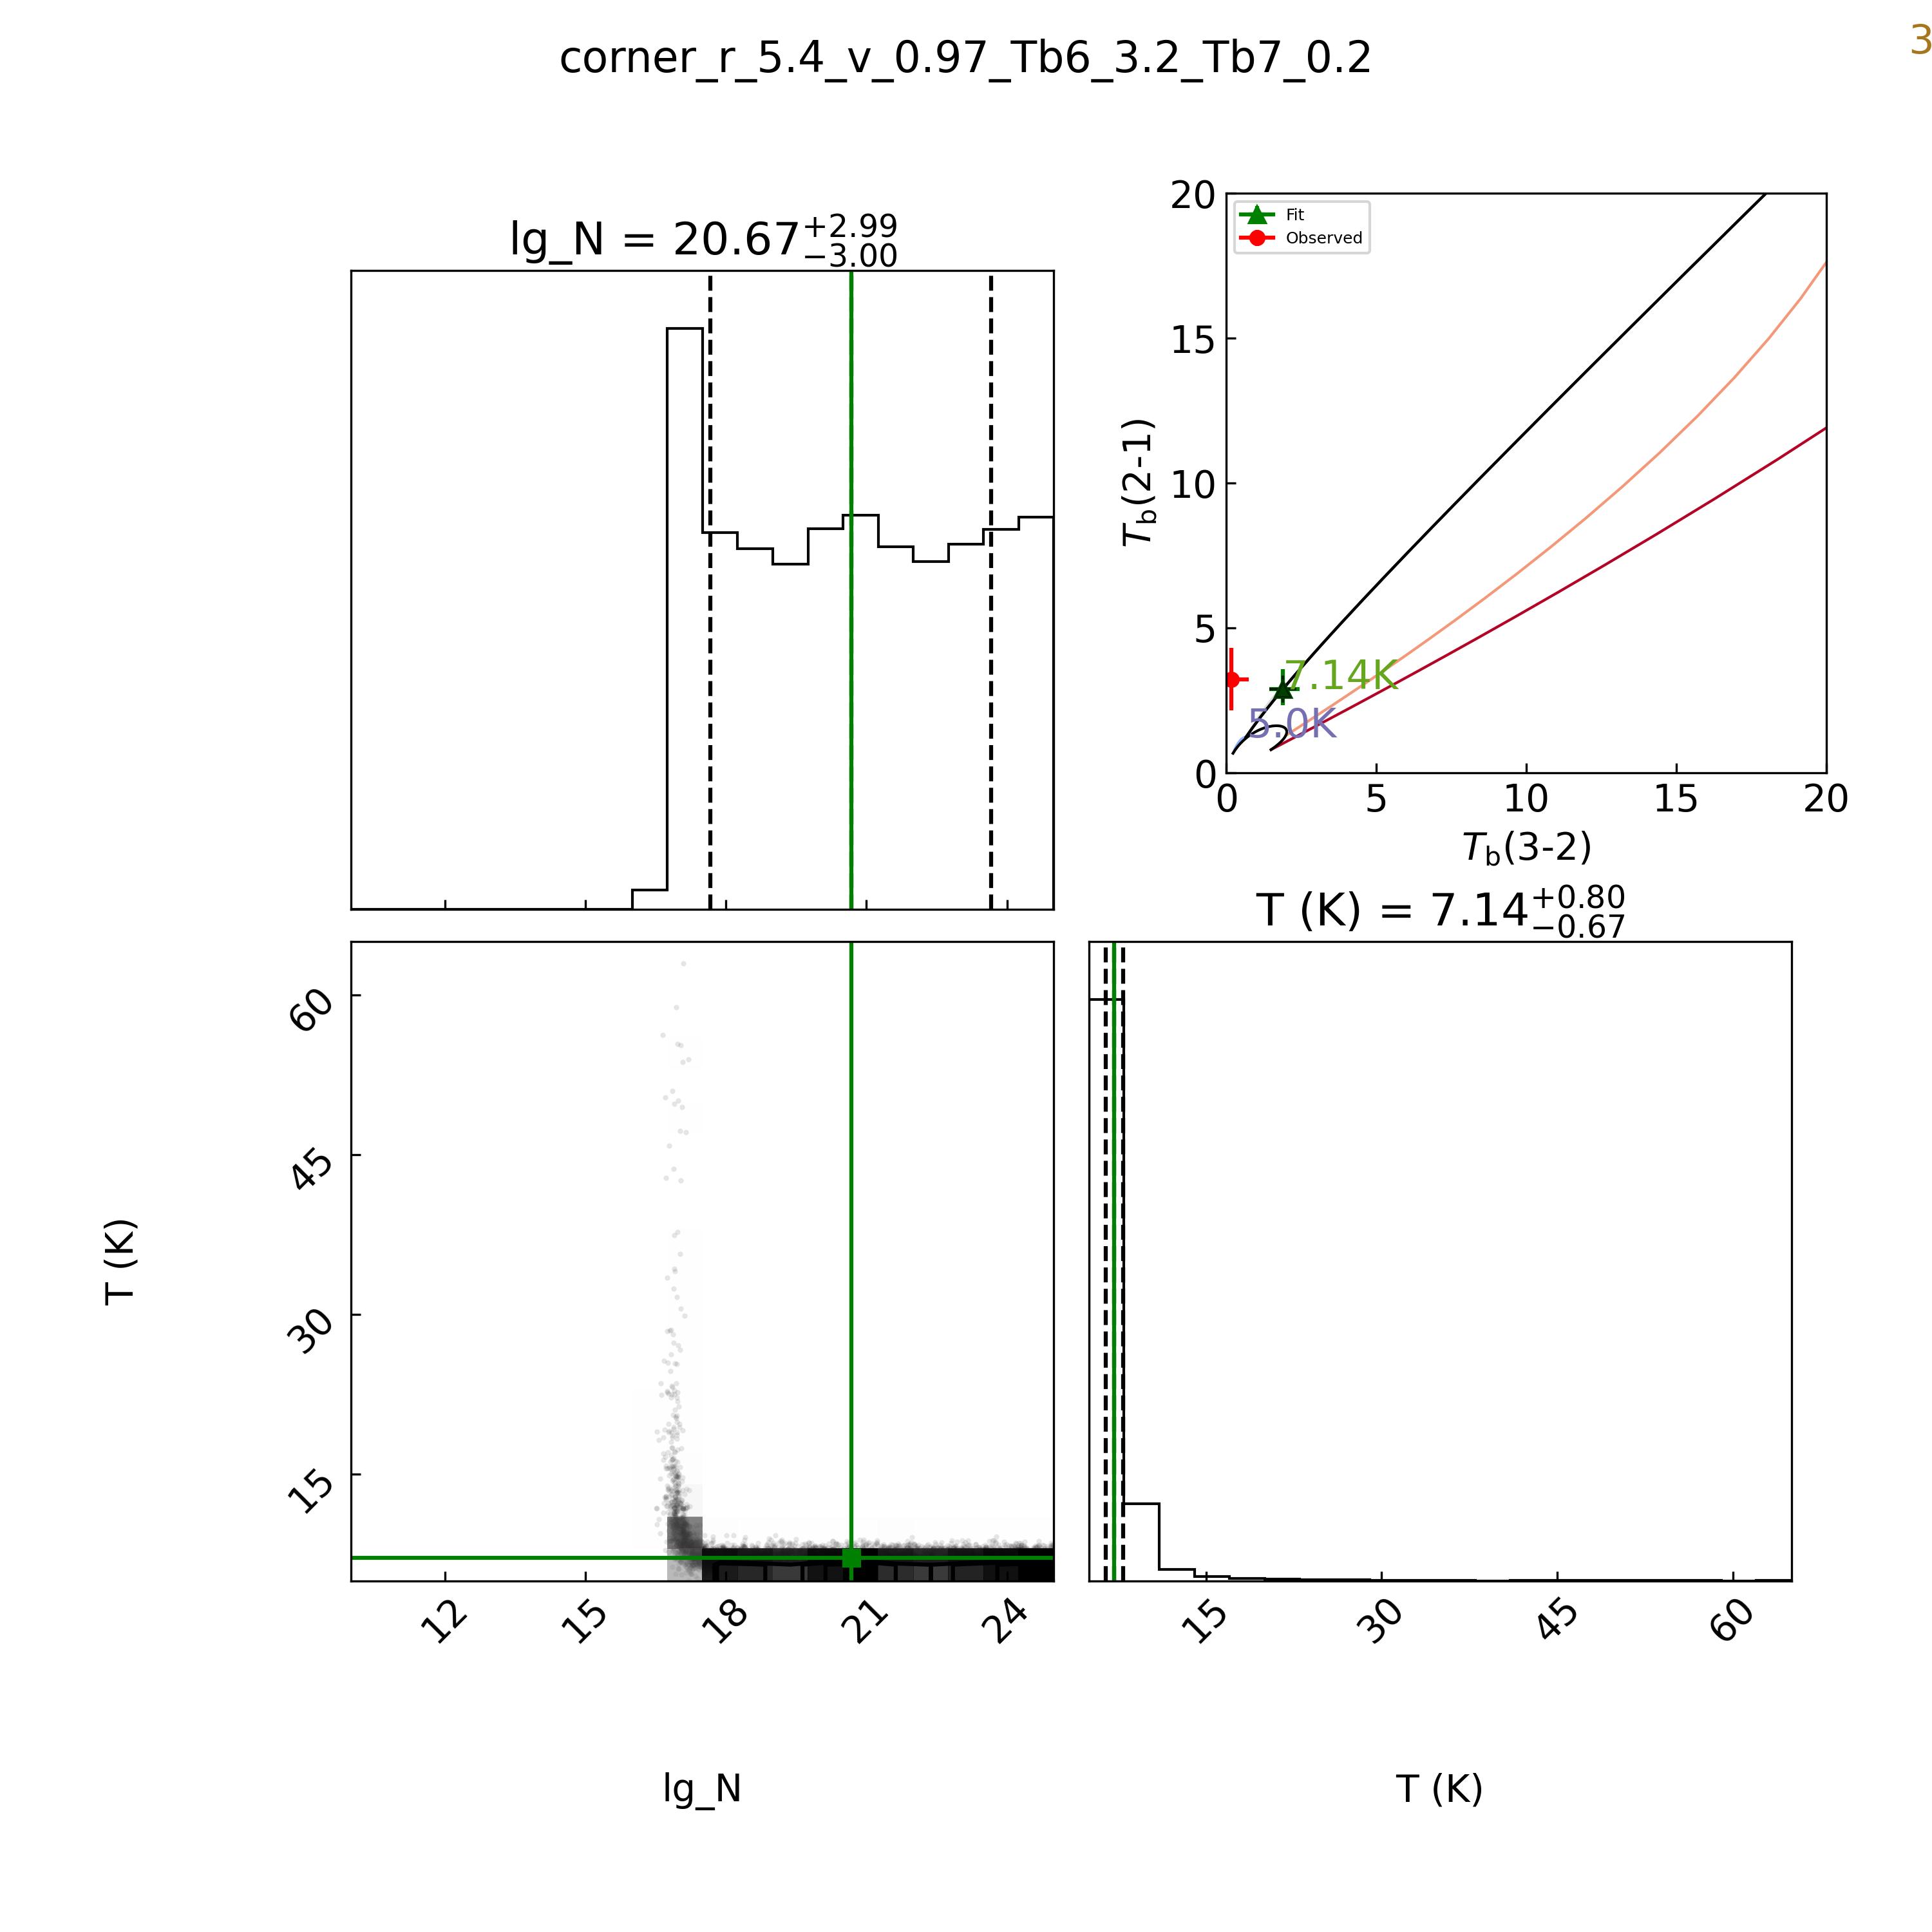 corner_r_5.4_v_0.97_Tb6_3.2_Tb7_0.2
3
lg_N = 20.67+2.99−3.00
Fit
Observed
20
15
10
5
0
Tb(2-1)
7.14K
5.0K
0 5 10 15 20
Tb(3-2)
T (K) = 7.14+0.80−0.67
60
45
30
15
T (K)
12 15 18 21 24
lg_N
15 30 45 60
T (K)